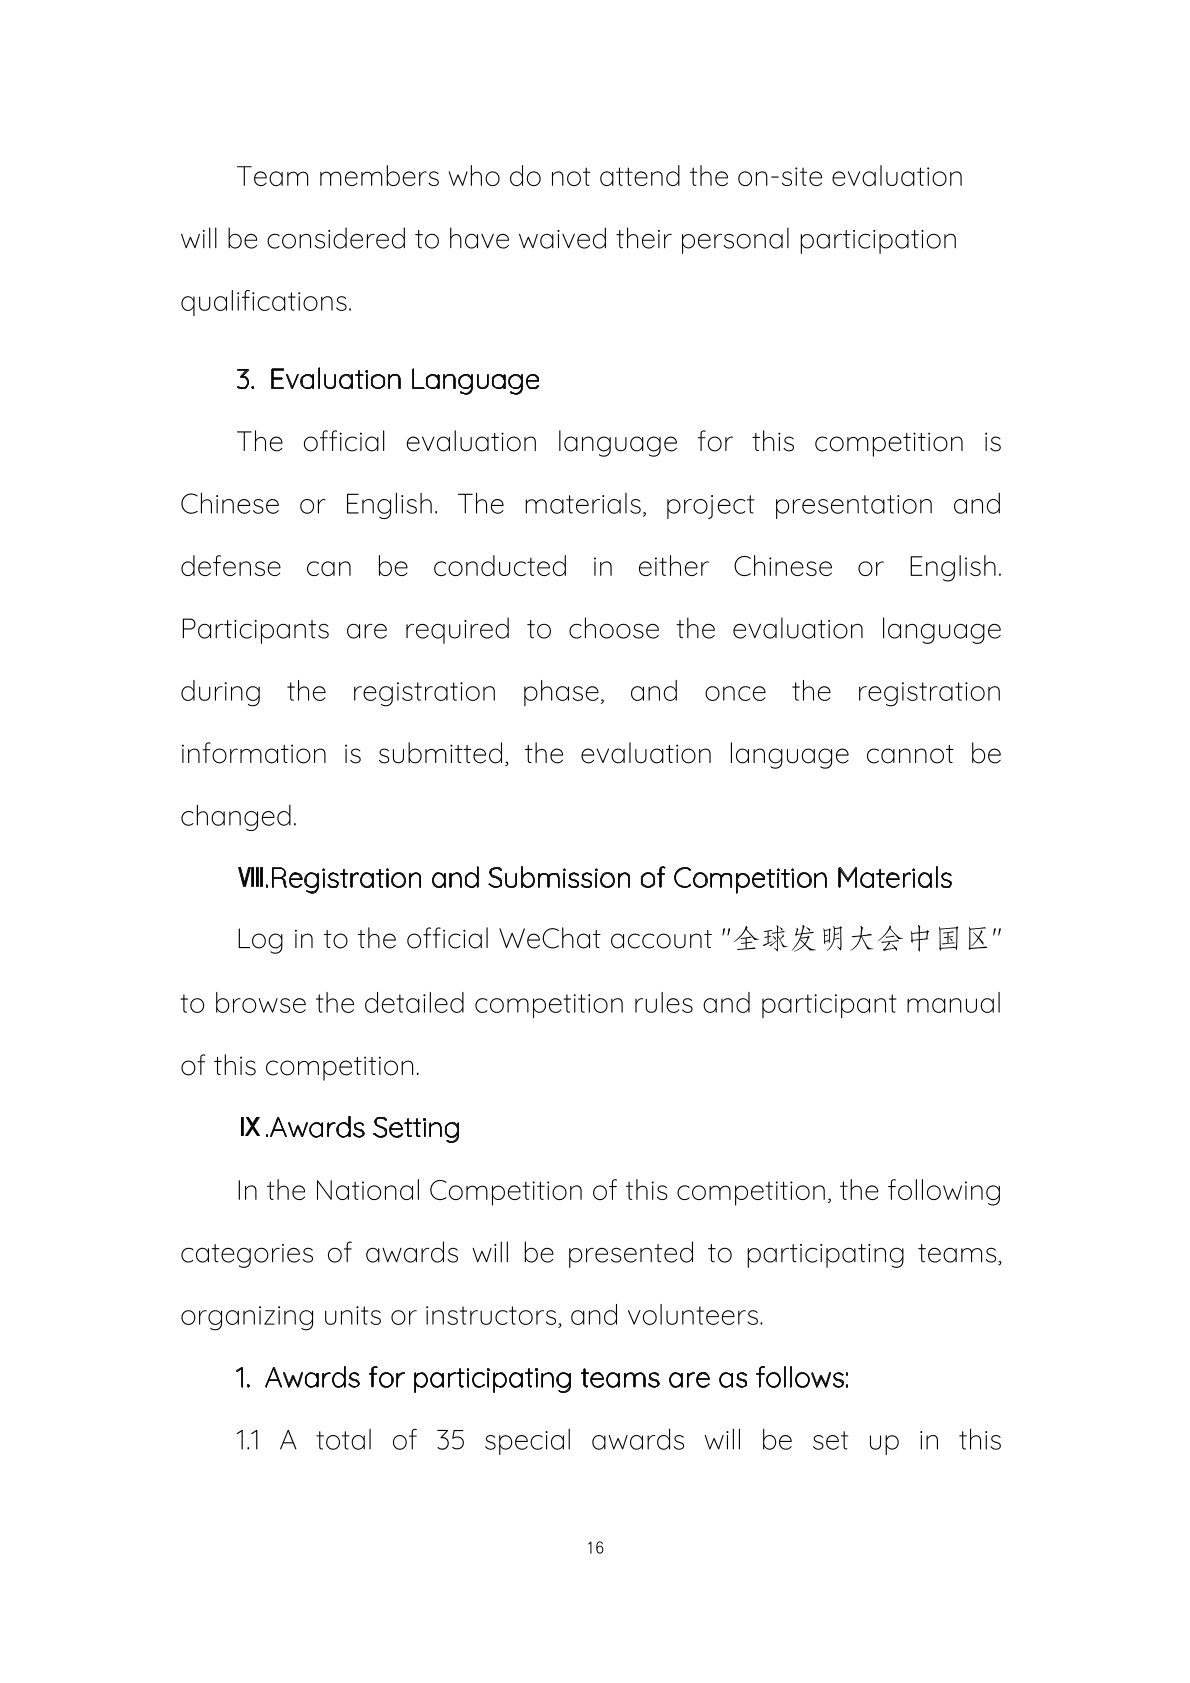 Team members who do not attend the on-site evaluation
will be considered to have waived their personal participation
qualifications.
3. Evaluation Language
The official evaluation language for this competition is
Chinese or English. The materials, project presentation and
defense can be conducted in either Chinese or English.
Participants are required to choose the evaluation language
during the registration phase, and once the registration
information is submitted, the evaluation language cannot be
changed.
Ⅷ.Registration and Submission of Competition Materials
Log in to the official WeChat account "全球发明大会中国区"
to browse the detailed competition rules and participant manual
of this competition.
Ⅸ.Awards Setting
In the National Competition of this competition, the following
categories of awards will be presented to participating teams,
organizing units or instructors, and volunteers.
1. Awards for participating teams are as follows:
1.1 A total of 35 special awards will be set up in this
16